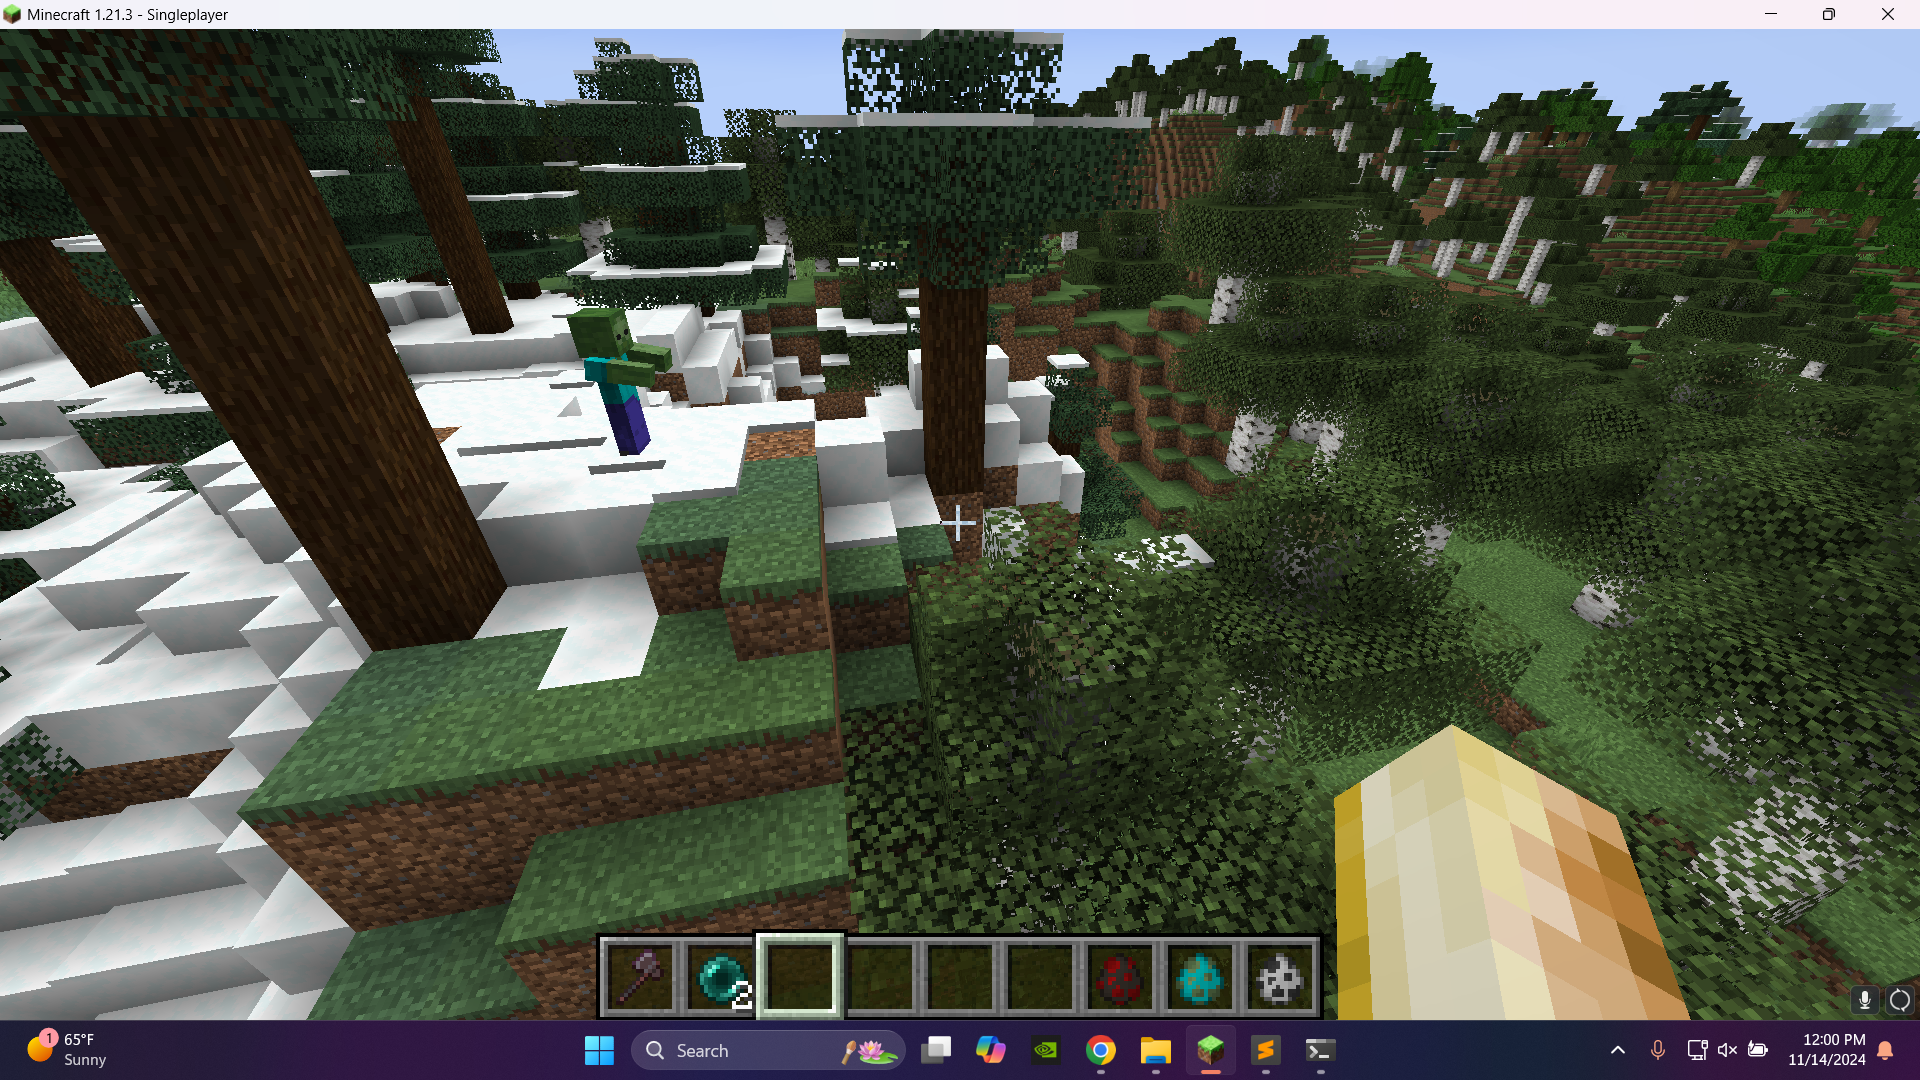 Minecraft 1.21.3 - Singleplayer
2
1
65°F
Sunny
Search
12:00 PM
11/14/2024